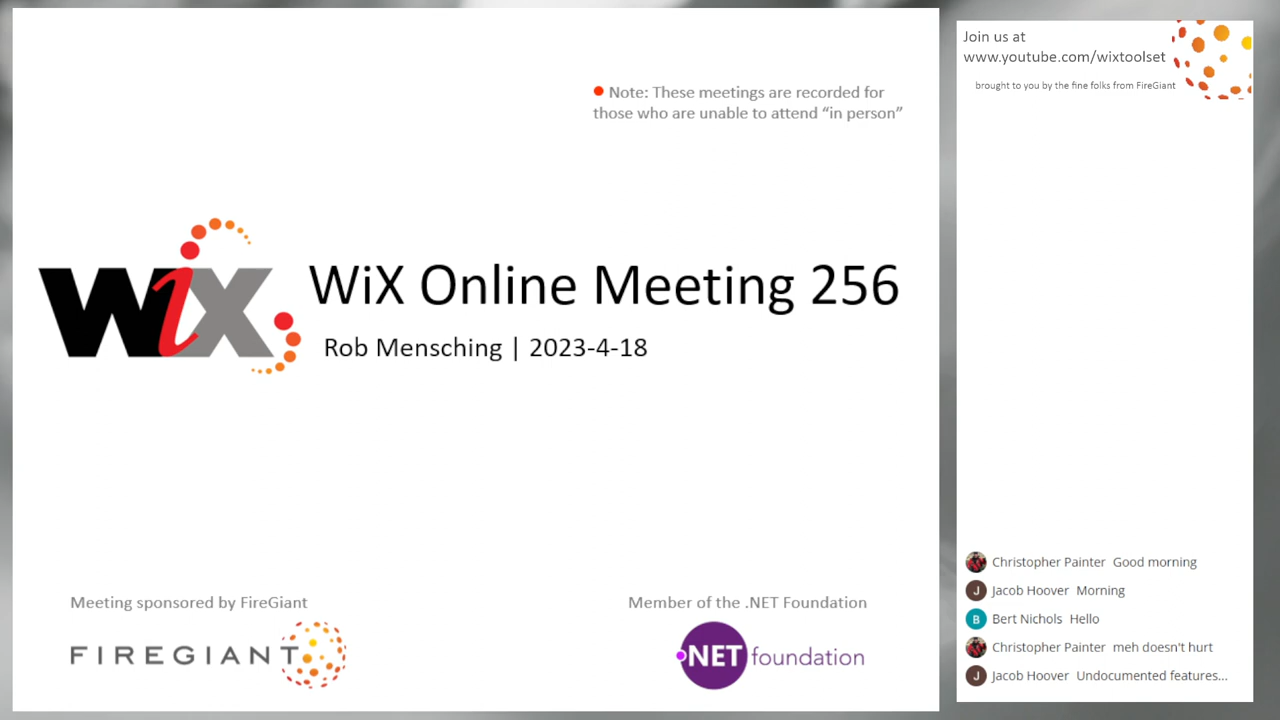 Note: These meetings are recorded for
those who are unable to attend “in person”
WiX
WiX Online Meeting 256
Rob Mensching | 2023-4-18
Meeting sponsored by FireGiant
FIREGIANT
Member of the .NET Foundation
.NET foundation
Join us at
www.youtube.com/wixtoolset
brought to you by the fine folks from FireGiant
Christopher Painter Good morning
J Jacob Hoover Morning
B Bert Nichols Hello
Christopher Painter meh doesn't hurt
J Jacob Hoover Undocumented features...